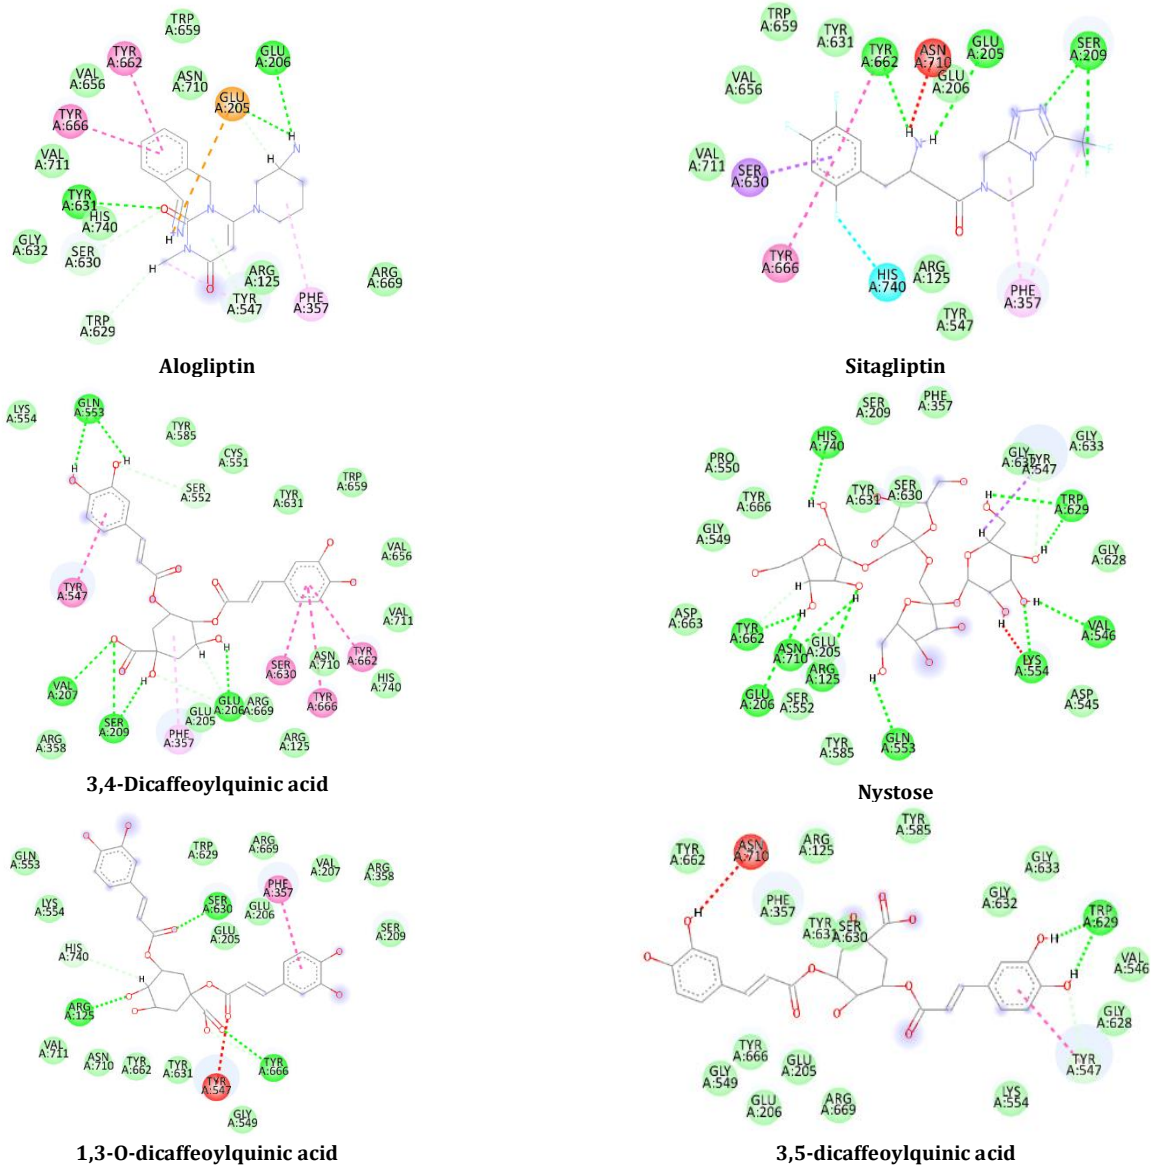 TRP
A:659
TYR
A:662
GLU
A:206
VAL
A:656
ASN
A:710
GLU
A:205
TYR
A:666
H
H
VAL
A:711
N
TYR
A:631
O
N
N
HIS
A:740
N
H
GLY
A:632
SER
A:630
N
H
O
ARG
A:125
ARG
A:669
TYR
A:547
PHE
A:357
TRP
A:629
Alogliptin
TRP
A:659
TYR
A:631
TYR
A:662
ASN
A:710
GLU
A:205
SER
A:209
VAL
A:656
GLU
A:206
F
F
H
N
H
N
N
N
F
F
VAL
A:711
SER
A:630
N
F
O
TYR
A:666
HIS
A:740
ARG
A:125
PHE
A:357
TYR
A:547
Sitagliptin
LYS
A:554
GLN
A:553
TYR
A:585
CYS
A:551
H
O
H
O
SER
A:552
TYR
A:631
TRP
A:659
VAL
A:656
TYR
A:547
O
O
O
O
O
O
VAL
A:711
O
O
O
H
O
H
O
H
SER
A:630
ASN
A:710
TYR
A:662
HIS
A:740
VAL
A:207
SER
A:209
GLU
A:205
GLU
A:206
ARG
A:669
TYR
A:666
ARG
A:358
PHE
A:357
ARG
A:125
3,4-Dicaffeoylquinic acid
SER
A:209
PHE
A:357
HIS
A:740
GLY
A:632
TYR
A:547
GLY
A:633
PRO
A:550
TYR
A:666
TYR
A:631
SER
A:630
TRP
A:629
GLY
A:549
GLY
A:628
ASP
A:663
TYR
A:662
ASN
A:710
GLU
A:205
ARG
A:125
VAL
A:546
LYS
A:554
GLU
A:206
SER
A:552
ASP
A:545
TYR
A:585
GLN
A:553
Nystose
GLN
A:553
TRP
A:629
ARG
A:669
VAL
A:207
ARG
A:358
PHE
A:357
LYS
A:554
SER
A:630
GLU
A:206
GLU
A:205
SER
A:209
HIS
A:740
H
ARG
A:125
VAL
A:711
ASN
A:710
TYR
A:662
TYR
A:631
TYR
A:547
TYR
A:666
GLY
A:549
1,3-O-dicaffeoylquinic acid
TYR
A:662
ASN
A:710
ARG
A:125
TYR
A:585
GLY
A:633
PHE
A:357
GLY
A:632
TRP
A:629
TYR
A:631
SER
A:630
VAL
A:546
GLY
A:628
TYR
A:666
GLU
A:205
GLY
A:549
TYR
A:547
GLU
A:206
ARG
A:669
LYS
A:554
3,5-dicaffeoylquinic acid